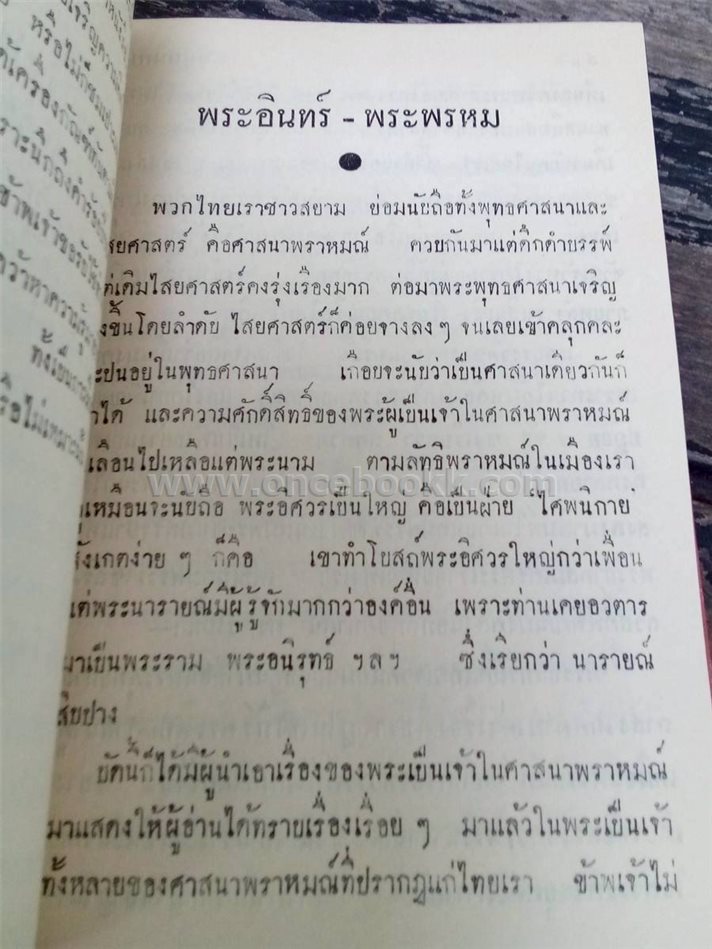 พระอินทร์ - พระพรหม
พวกไทยเราชาวสยาม ย่อมนับถือทั้งพุทธศาสนาและ
ไสยศาสตร์ คือศาสนาพราหมณ์ ควบกันมาแต่ดึกดำบรรพ์
แต่เดิมไสยศาสตร์คงรุ่งเรืองมาก ต่อมาพระพุทธศาสนาเจริญ
ขึ้นโดยลำดับ ไสยศาสตร์ก็ค่อยจางลงๆ จนเลยเข้าคลุกคละ
ปะปนอยู่ในพุทธศาสนา เกือบจะนับว่าเป็นศาสนาเดียวกันก็
ว่าได้ และความศักดิ์สิทธิ์ของพระผู้เป็นเจ้าในศาสนาพราหมณ์
เลือนไปเหลือแต่พระนาม ตามลัทธิพราหมณ์ในเมืองเรา
ดูเหมือนจะนับถือ พระอิศวรเป็นใหญ่ คือเป็นฝ่าย "ไศพนิกาย"
สังเกตง่าย ๆ ก็คือ เขาทำโบสถ์พระอิศวรใหญ่กว่าเพื่อน
แต่พระนารายณ์มีผู้รู้จักมากกว่าองค์อื่น เพราะท่านเคยอวตาร
มาเป็นพระราม พระอนิรุทธ์ ฯลฯ ซึ่งเรียกว่า นารายณ์
สิบปาง
บัดนี้ก็ได้มีผู้นำเอาเรื่องของพระเป็นเจ้าในศาสนาพราหมณ์
มาแสดงให้ผู้อ่านได้ทราบเรื่องเรื่อย ๆ มาแล้วในพระเป็นเจ้า
ทั้งหลายของศาสนาพราหมณ์ที่ปรากฏแก่ไทยเรา ข้าพเจ้าไม่
www.oncebookk.com